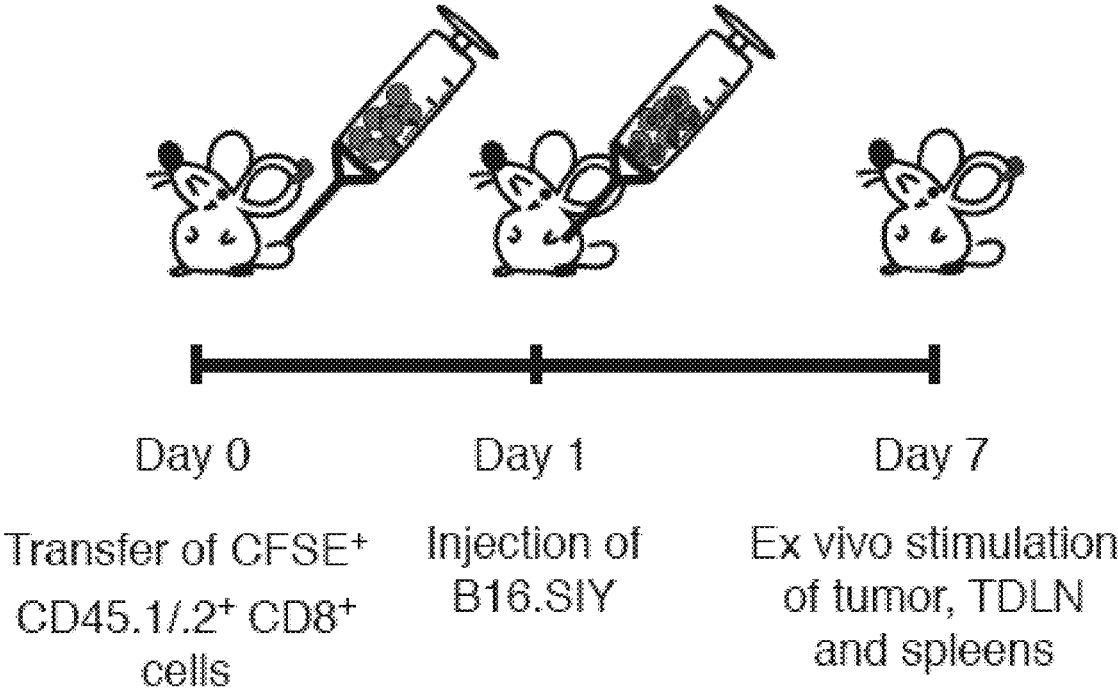 Day 0
Day 1
Day 7
Transfer of CFSE⁺
CD45.1/.2⁺ CD8⁺
cells
Injection of
B16.SIY
Ex vivo stimulation
of tumor, TDLN
and spleens